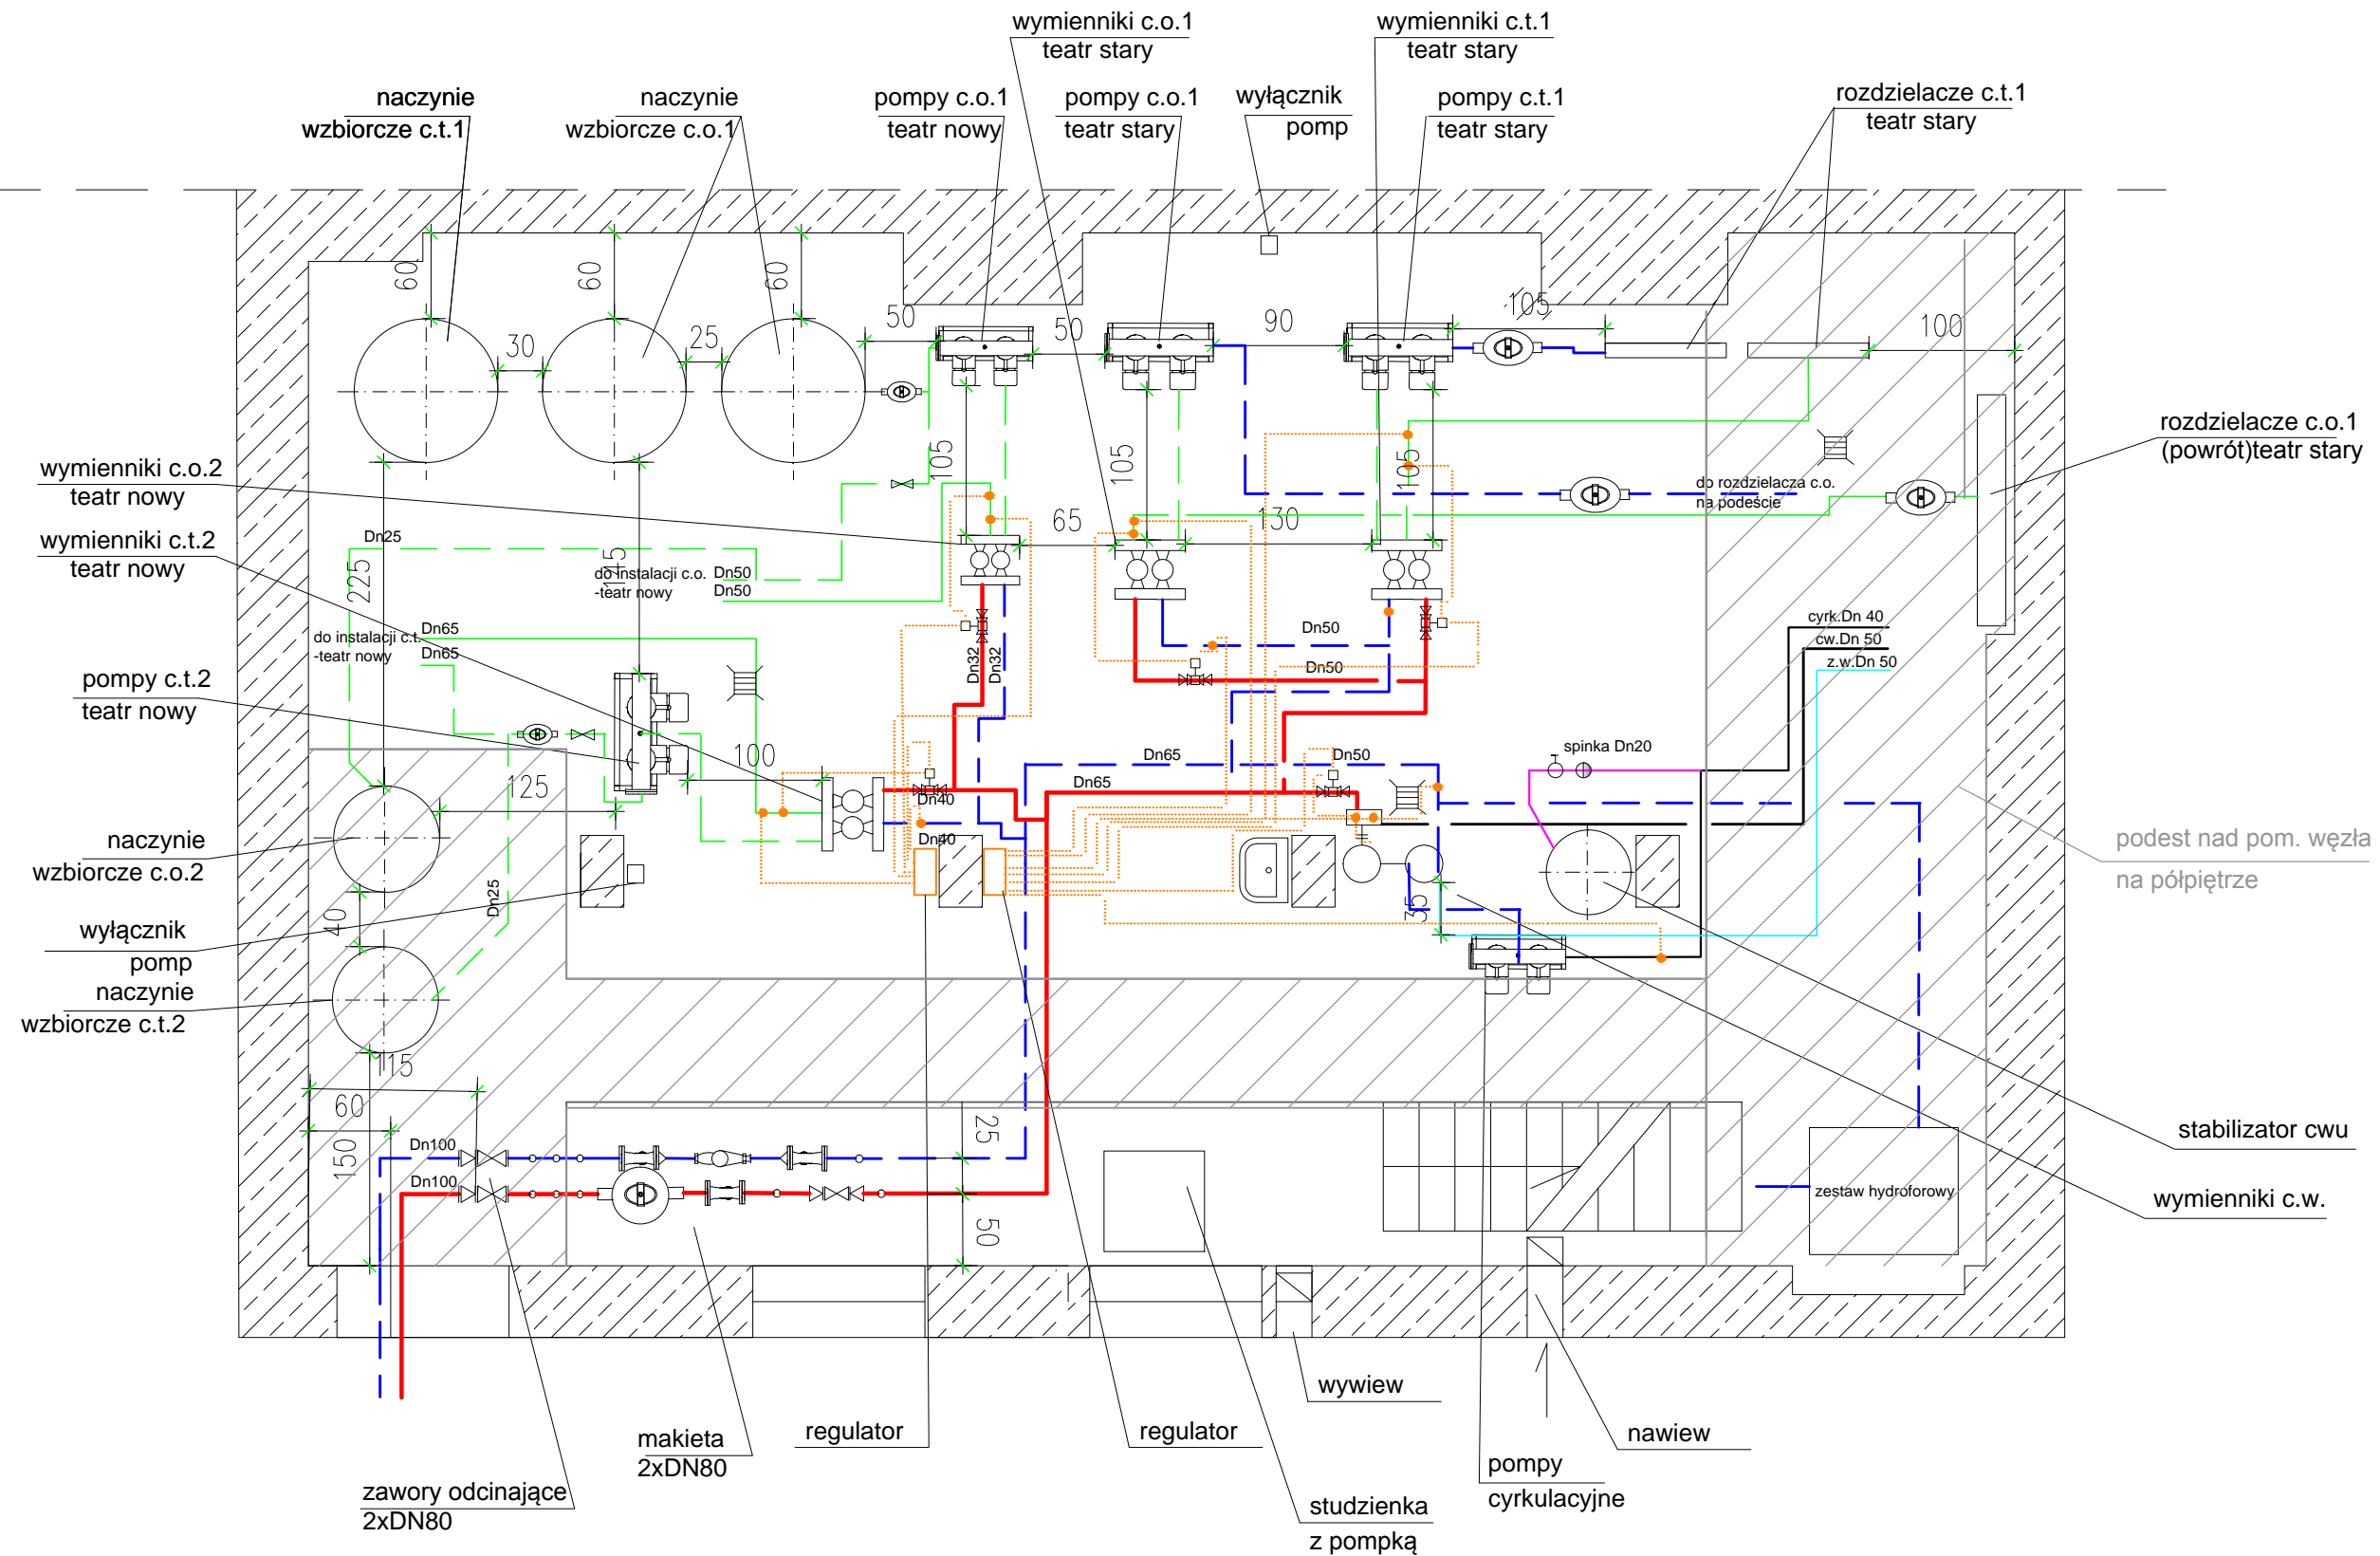 wymienniki c.o.1
teatr stary
wymienniki c.t.1
teatr stary
naczynie
wzbiorcze c.t.1
naczynie
wzbiorcze c.o.1
pompy c.o.1
teatr nowy
pompy c.o.1
teatr stary
wyłącznik
pomp
pompy c.t.1
teatr stary
rozdzielacze c.t.1
teatr stary
60
60
60
30
25
50
50
90
105
100
rozdzielacze c.o.1
(powrót)teatr stary
wymienniki c.o.2
teatr nowy
105
105
105
do rozdzielacza c.o.
na podeście
65
130
wymienniki c.t.2
teatr nowy
Dn25
225
145
do instalacji c.o.
-teatr nowy
Dn50
Dn50
do instalacji c.t.
-teatr nowy
Dn65
Dn65
Dn32
Dn32
Dn50
Dn50
cyrk.Dn 40
cw.Dn 50
z.w.Dn 50
pompy c.t.2
teatr nowy
100
125
Dn65
Dn65
Dn50
spinka Dn20
Dn40
Dn40
naczynie
wzbiorcze c.o.2
podest nad pom. węzła
na półpiętrze
40
Dn25
35
wyłącznik
pomp
naczynie
wzbiorcze c.t.2
115
60
150
25
50
Dn100
Dn100
stabilizator cwu
zestaw hydroforowy
wymienniki c.w.
wywiew
nawiew
regulator
regulator
makieta
2xDN80
pompy
cyrkulacyjne
zawory odcinające
2xDN80
studzienka
z pompką